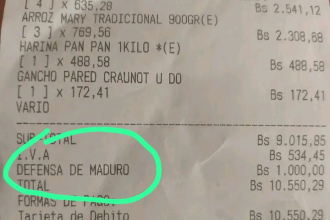 [ 4 ] x 635,28 Bs 2.541,12
ARROZ MARY TRADICIONAL 900GR(E)
[ 3 ] x 769,56 Bs 2.308,68
HARINA PAN PAN 1KILO *(E)
[ 1 ] x 488,58 Bs 488,58
GANCHO PARED CRAUNOT U DO
[ 1 ] x 172,41 Bs 172,41
VARIO
SUB-TOTAL Bs 9.015,85
I.V.A Bs 534,45
DEFENSA DE MADURO Bs 1.000,00
TOTAL Bs 10.550,29
FORMAS DE PAGO:
Tarjeta de Debito 10.550,29